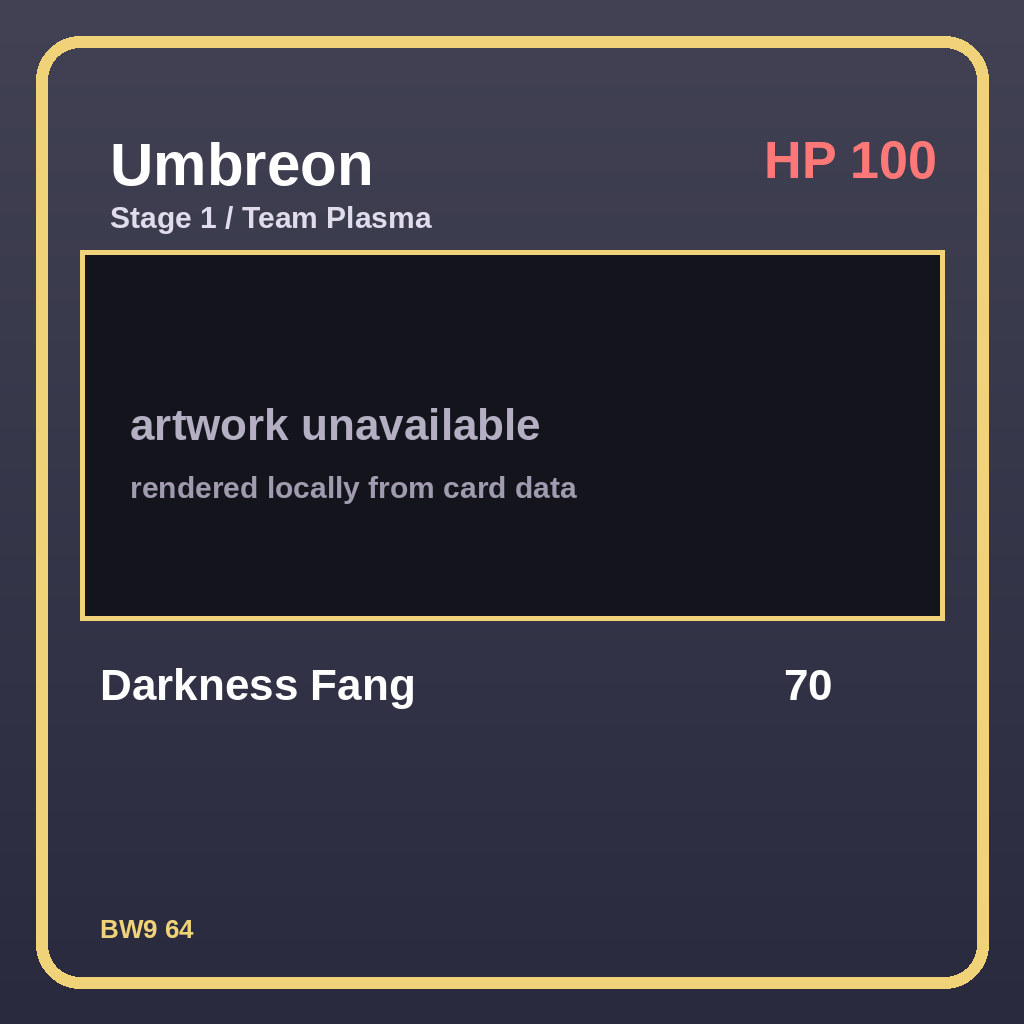 Umbreon
HP 100
Stage 1 / Team Plasma
artwork unavailable
rendered locally from card data
Darkness Fang 70
BW9 64